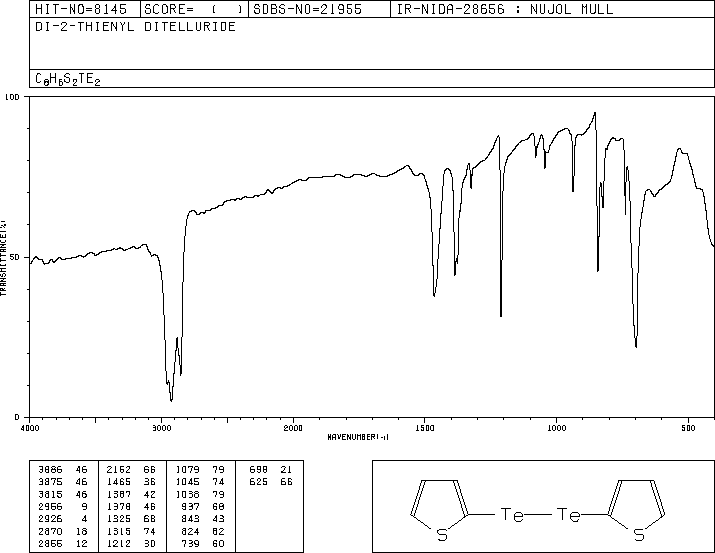 HIT-NO=8145 SCORE= ( ) SDBS-NO=21955 IR-NIDA-28656 : NUJOL MULL
DI-2-THIENYL DITELLURIDE
C8H6S2TE2
100
50
0
TRANSMITTANCE(%)
4000 3000 2000 1500 1000 500
WAVENUMBER(-1)
3886 46 2162 66 1079 79 698 21
3875 46 1465 36 1045 74 625 66
3815 46 1387 42 1038 79
2956 9 1378 46 937 68
2926 4 1325 68 843 43
2870 18 1315 74 824 62
2855 12 1212 30 739 60
S Te Te S